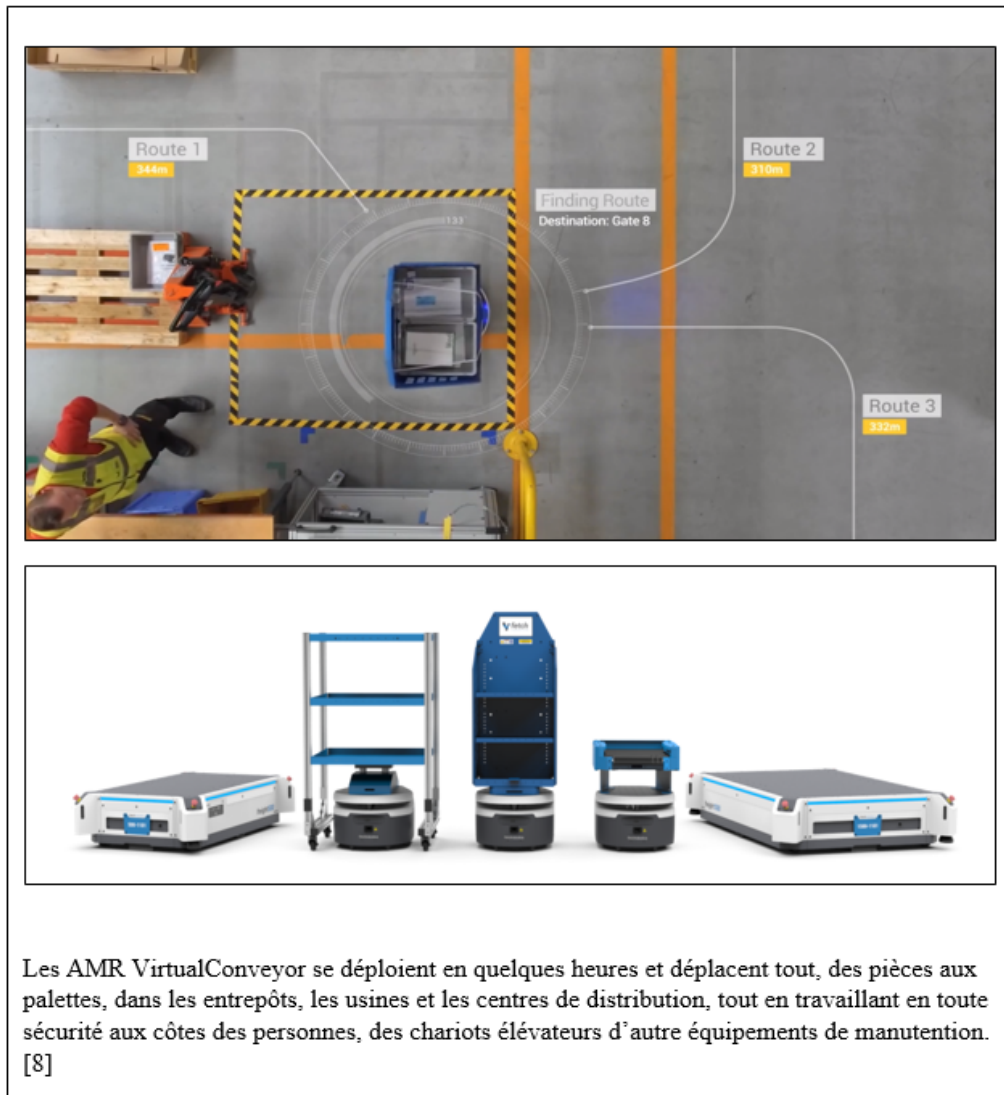 Route 1
344m
Route 2
310m
Finding Route
Destination: Gate 8
133
Route 3
332m
fetch
Les AMR VirtualConveyor se déploient en quelques heures et déplacent tout, des pièces aux
palettes, dans les entrepôts, les usines et les centres de distribution, tout en travaillant en toute
sécurité aux côtes des personnes, des chariots élévateurs d’autre équipements de manutention.
[8]